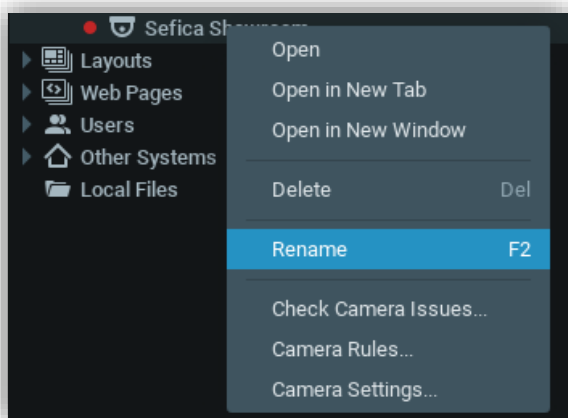 Sefica Showroom
Layouts
Web Pages
Users
Other Systems
Local Files
Open
Open in New Tab
Open in New Window
Delete Del
Rename F2
Check Camera Issues...
Camera Rules...
Camera Settings...